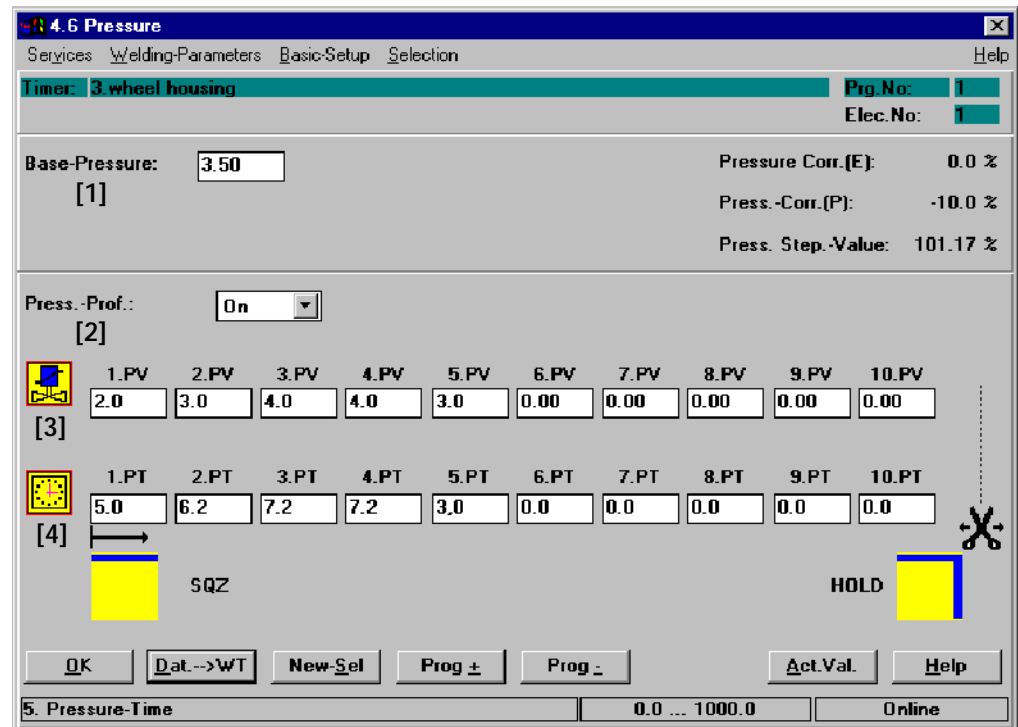 4.6 Pressure
Services Welding-Parameters Basic-Setup Selection Help
Timer: 3.wheel housing Prg.No: 1
Elec.No: 1
Base-Pressure: 3.50 Pressure Corr.(E): 0.0 %
[1]
Press.-Corr.(P): -10.0 %
Press. Step.-Value: 101.17 %
Press.-Prof.: On
[2]
1.PV 2.PV 3.PV 4.PV 5.PV 6.PV 7.PV 8.PV 9.PV 10.PV
2.0 3.0 4.0 4.0 3.0 0.00 0.00 0.00 0.00 0.00
[3]
1.PT 2.PT 3.PT 4.PT 5.PT 6.PT 7.PT 8.PT 9.PT 10.PT
5.0 6.2 7.2 7.2 3,0 0.0 0.0 0.0 0.0 0.0
[4]
SQZ HOLD
OK Dat.-->WT New-Sel Prog + Prog - Act.Val. Help
5. Pressure-Time 0.0 ... 1000.0 Online